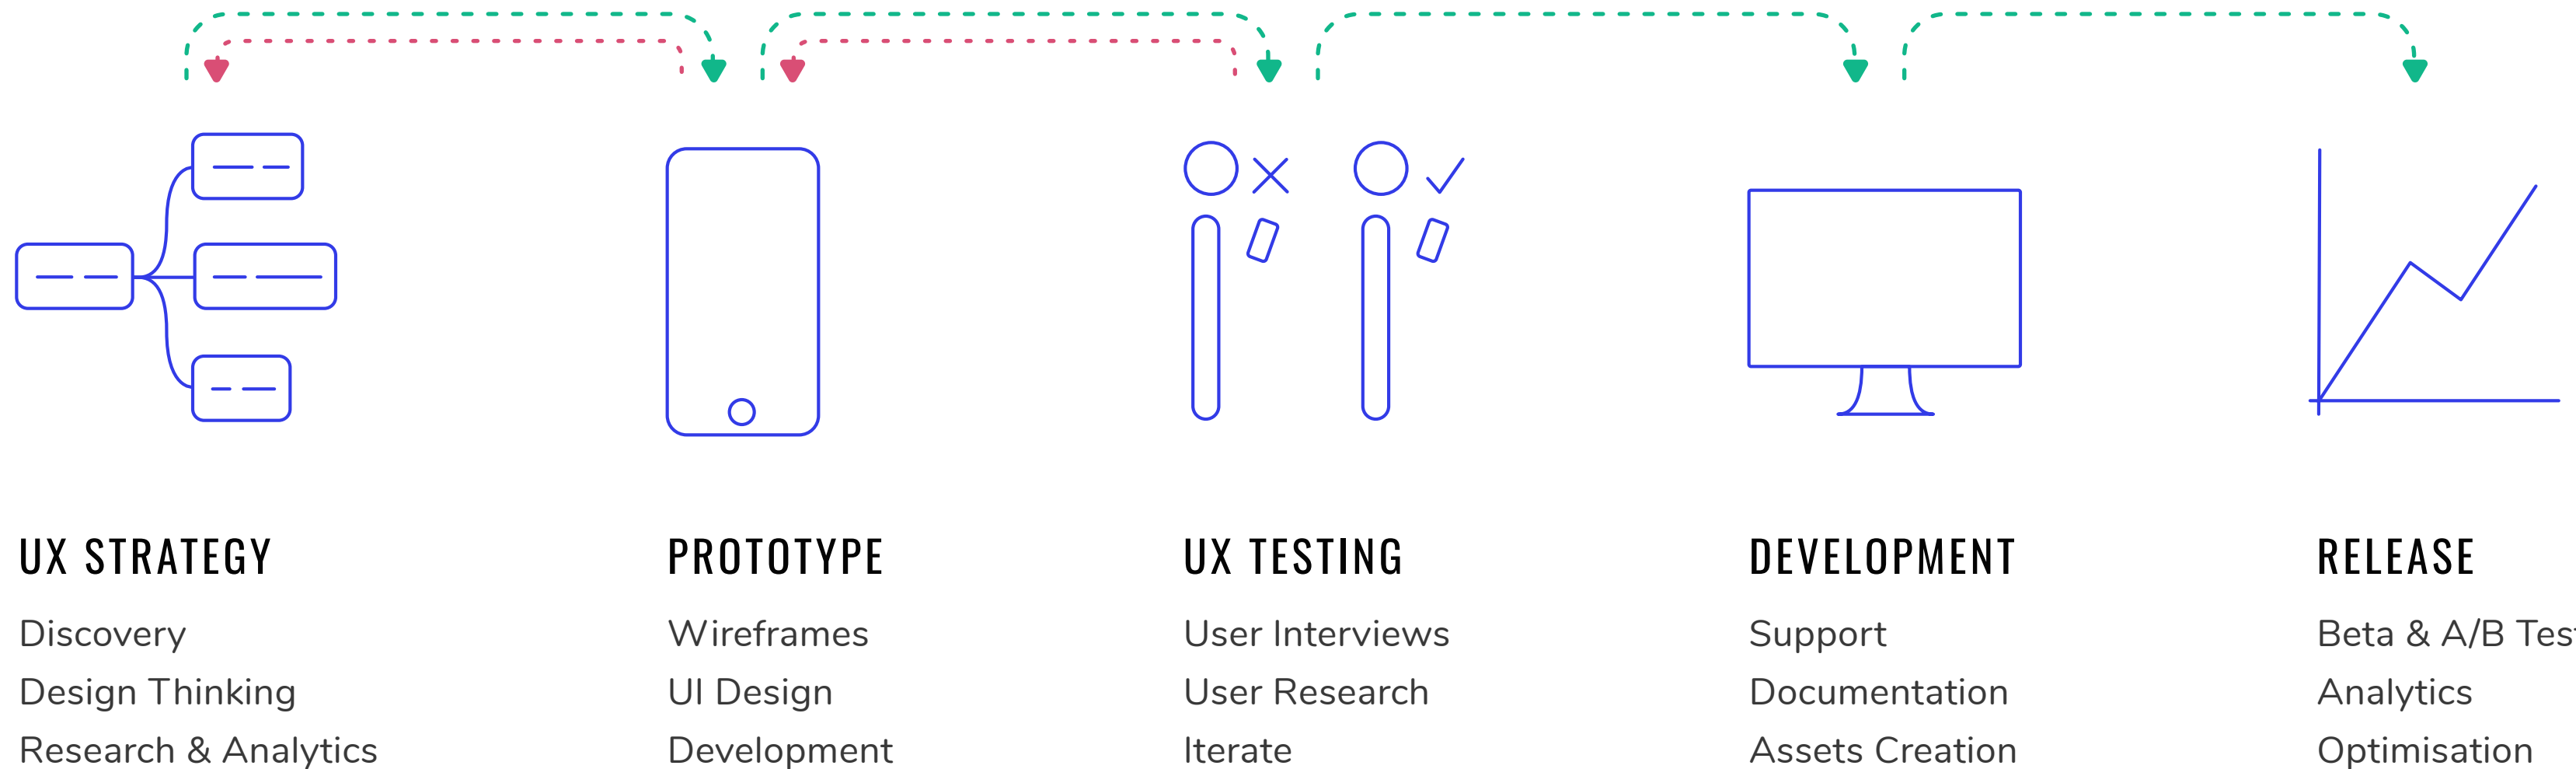 UX STRATEGY
Discovery
Design Thinking
Research & Analytics
PROTOTYPE
Wireframes
UI Design
Development
UX TESTING
User Interviews
User Research
Iterate
DEVELOPMENT
Support
Documentation
Assets Creation
RELEASE
Beta & A/B
Analytics
Optimisation